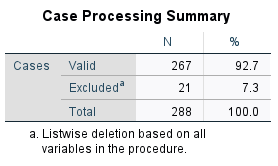 Case Processing Summary
N %
Cases Valid 267 92.7
Excludedᵃ 21 7.3
Total 288 100.0
a. Listwise deletion based on all
variables in the procedure.